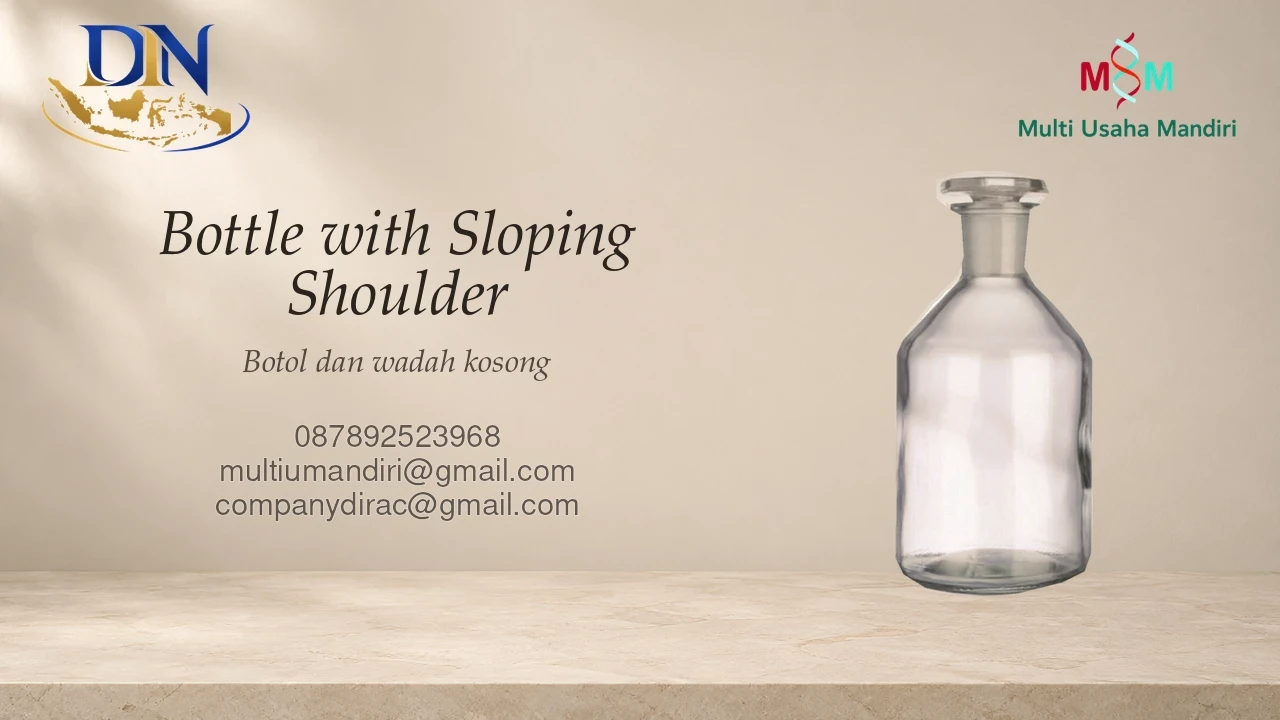 DN
M M
Multi Usaha Mandiri
Bottle with Sloping
Shoulder
Botol dan wadah kosong
087892523968
multiumandiri@gmail.com
companydirac@gmail.com